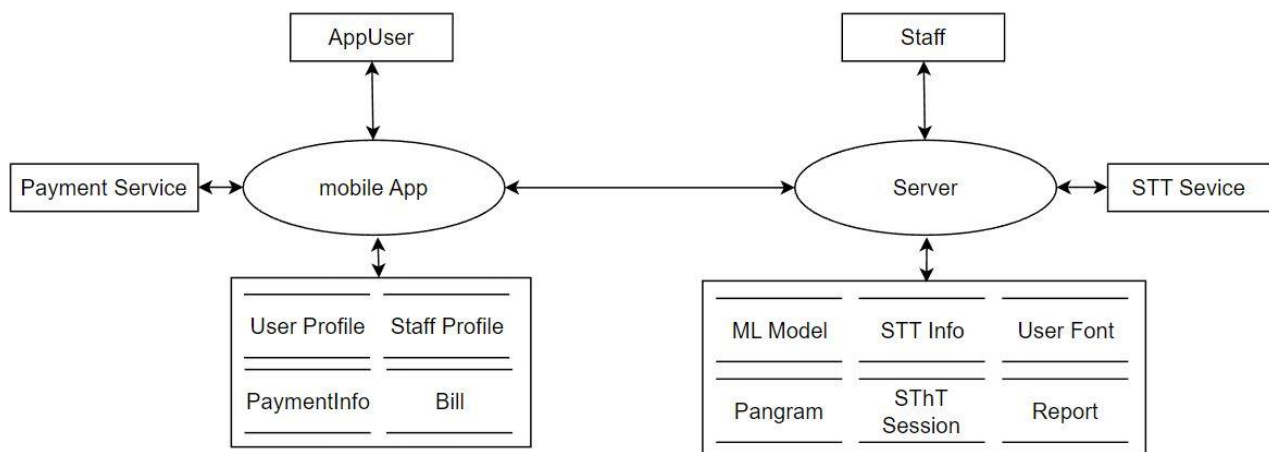 AppUser
Staff
Payment Service
mobile App
Server
STT Sevice
User Profile
Staff Profile
ML Model
STT Info
User Font
PaymentInfo
Bill
Pangram
SThT
Session
Report